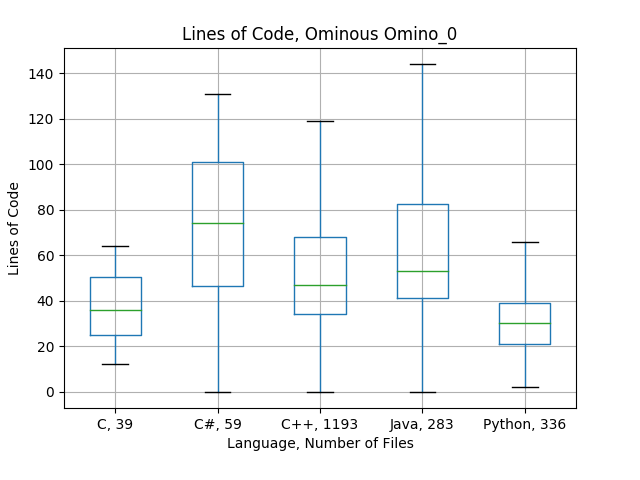 Lines of Code, Ominous Omino_0
Lines of Code
140
120
100
80
60
40
20
0
C, 39
C#, 59
C++, 1193
Java, 283
Python, 336
Language, Number of Files